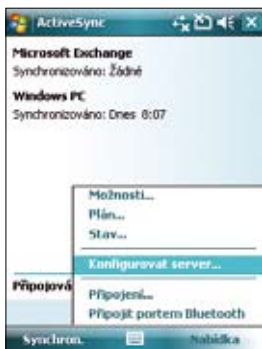 ActiveSync
Microsoft Exchange
Synchronizováno: Žádné
Windows PC
Synchronizováno: Dnes 8:07
Možnosti...
Plán...
Stav...
Konfigurovat server...
Připojení...
Připojit portem Bluetooth
Připojová
Synchron.
Nabídka